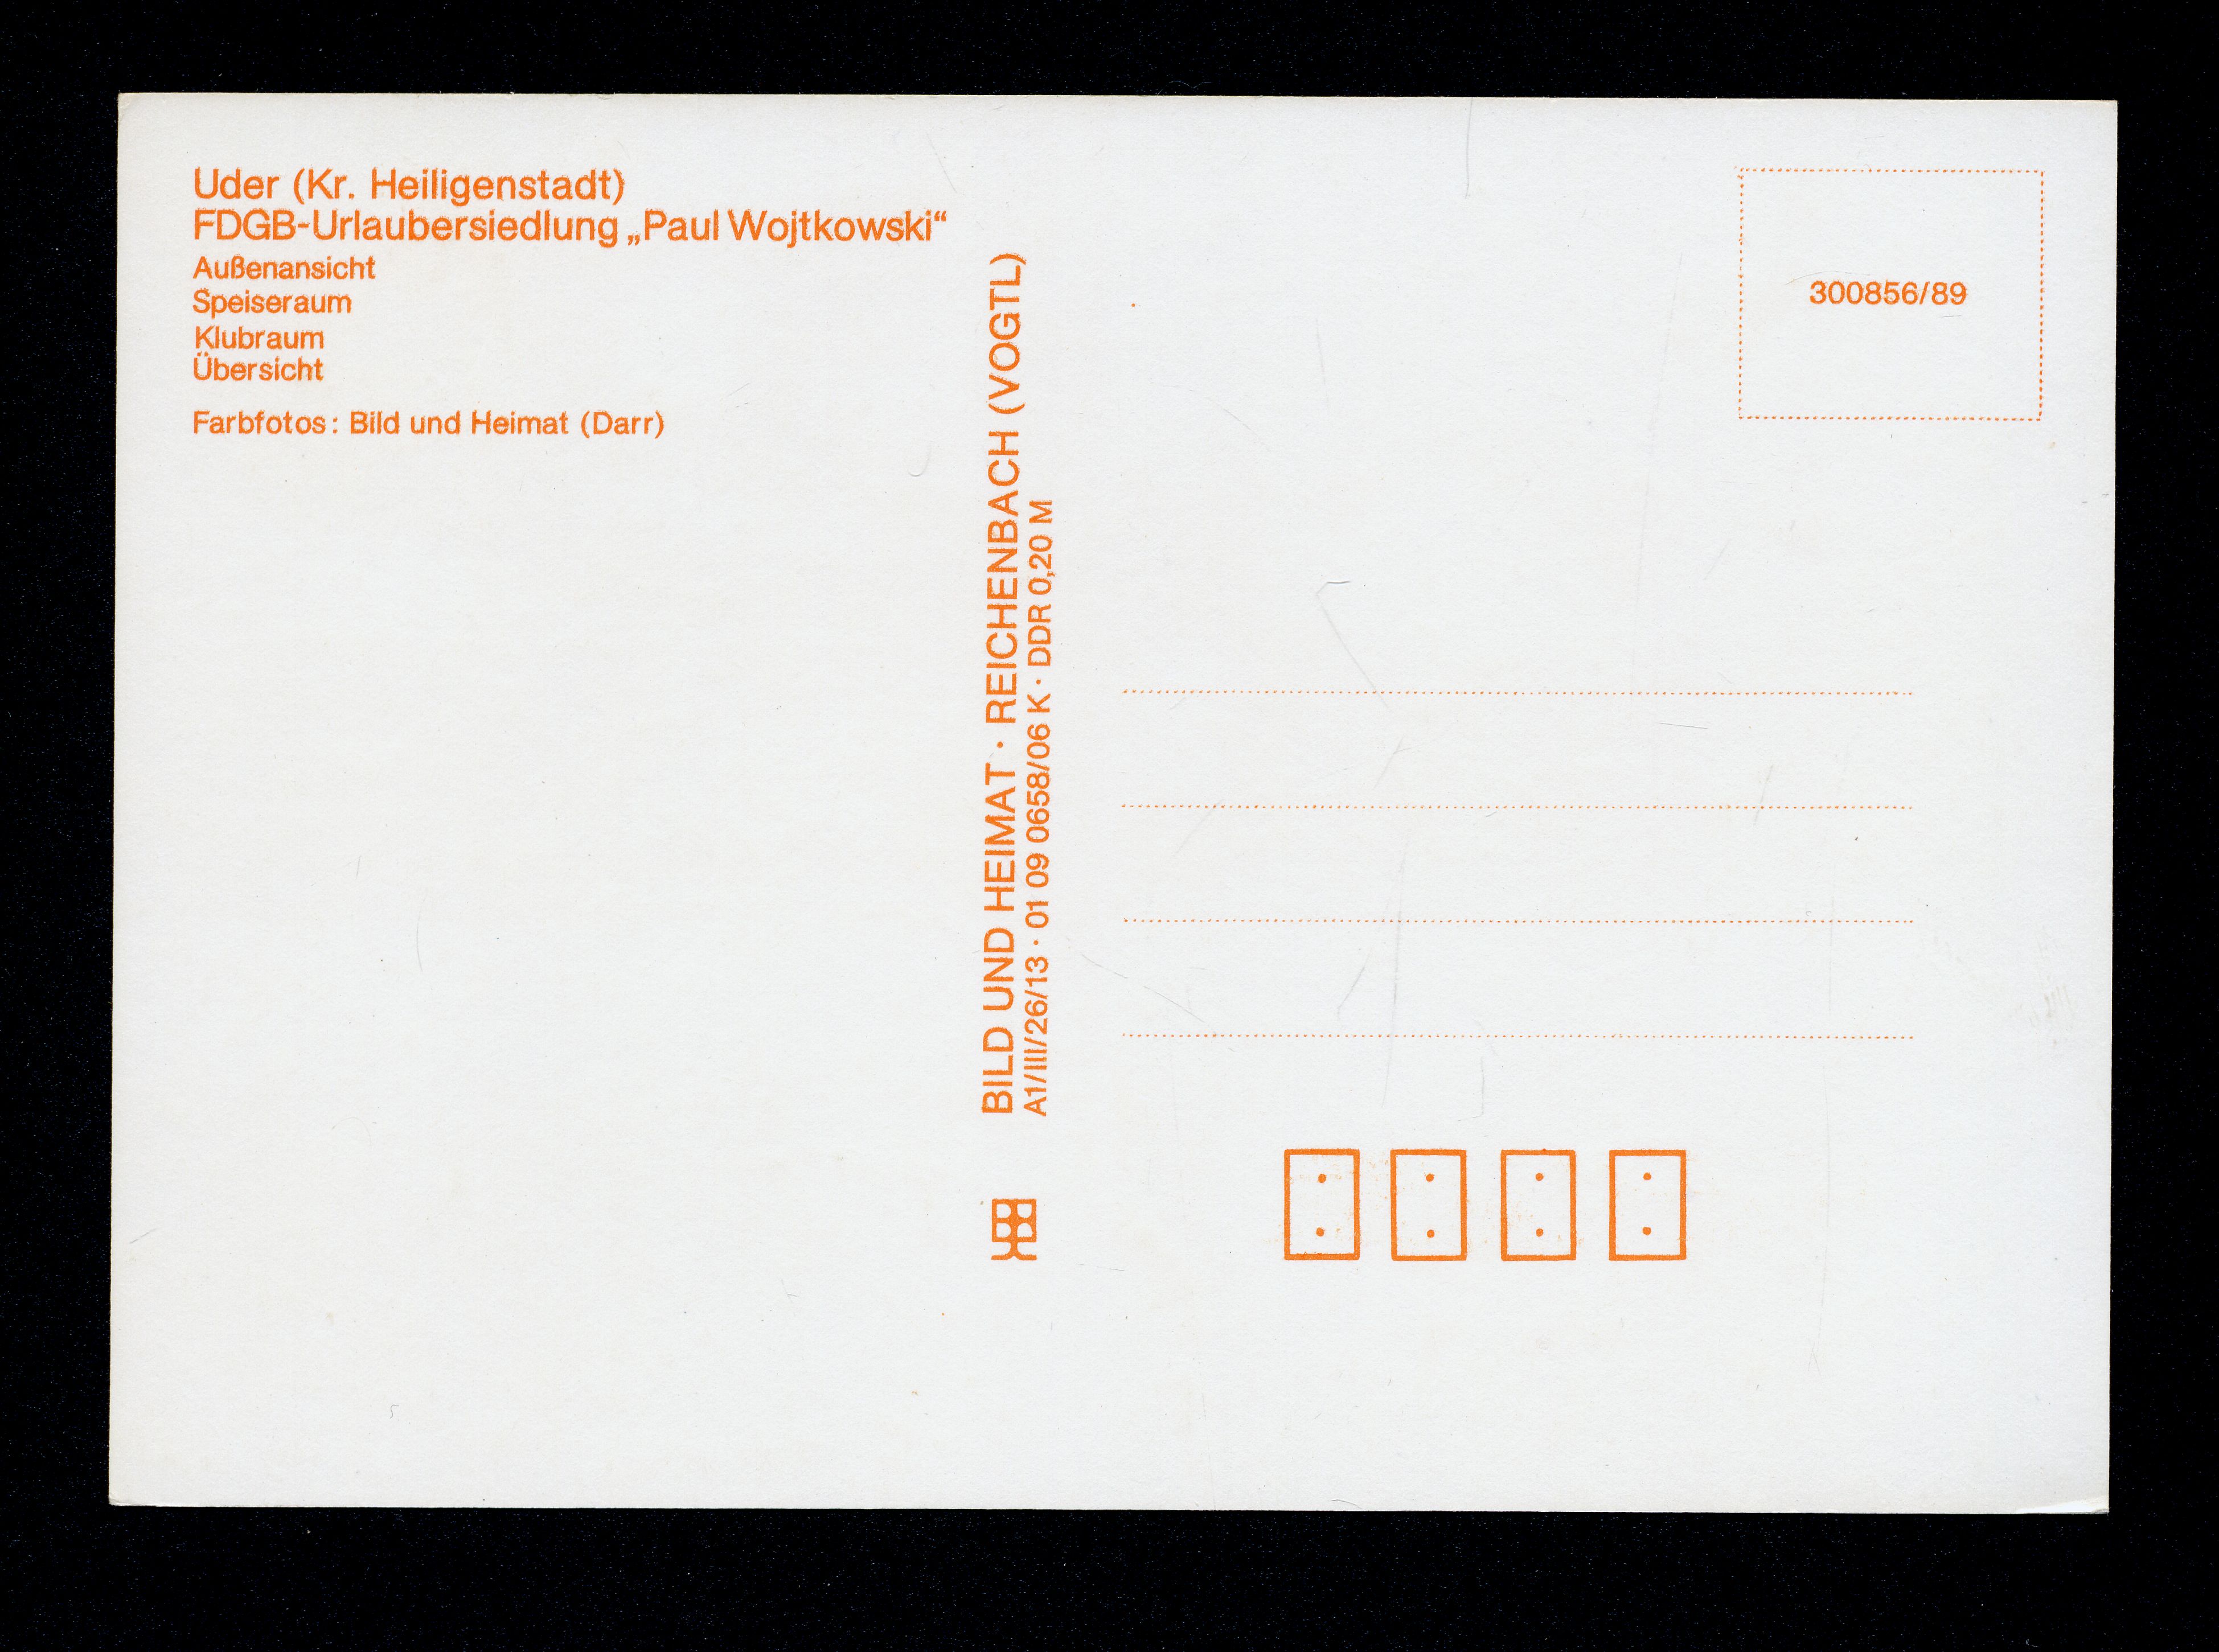 Uder (Kr. Heiligenstadt)
FDGB-Urlaubersiedlung „Paul Wojtkowski“
Außenansicht
Speiseraum
Klubraum
Übersicht
Farbfotos: Bild und Heimat (Darr)
BILD UND HEIMAT · REICHENBACH (VOGTL)
A1/III/26/13 · 01 09 0658/06 K · DDR 0,20 M
300856/89